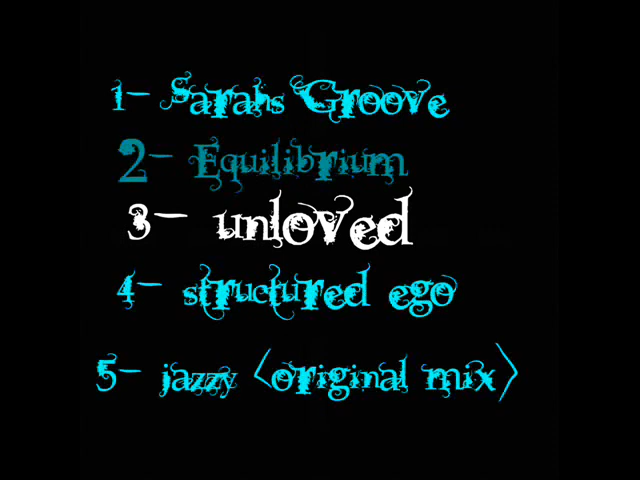 1- Sarahs Groove
2- Equilibrium
3- unloved
4- structured ego
5- jazzy (original mix)